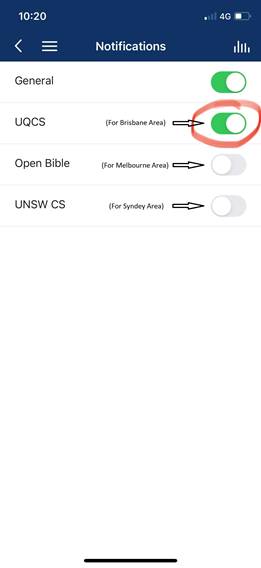 10:20 4G
Notifications
General
UQCS (For Brisbane Area)
Open Bible (For Melbourne Area)
UNSW CS (For Syndey Area)